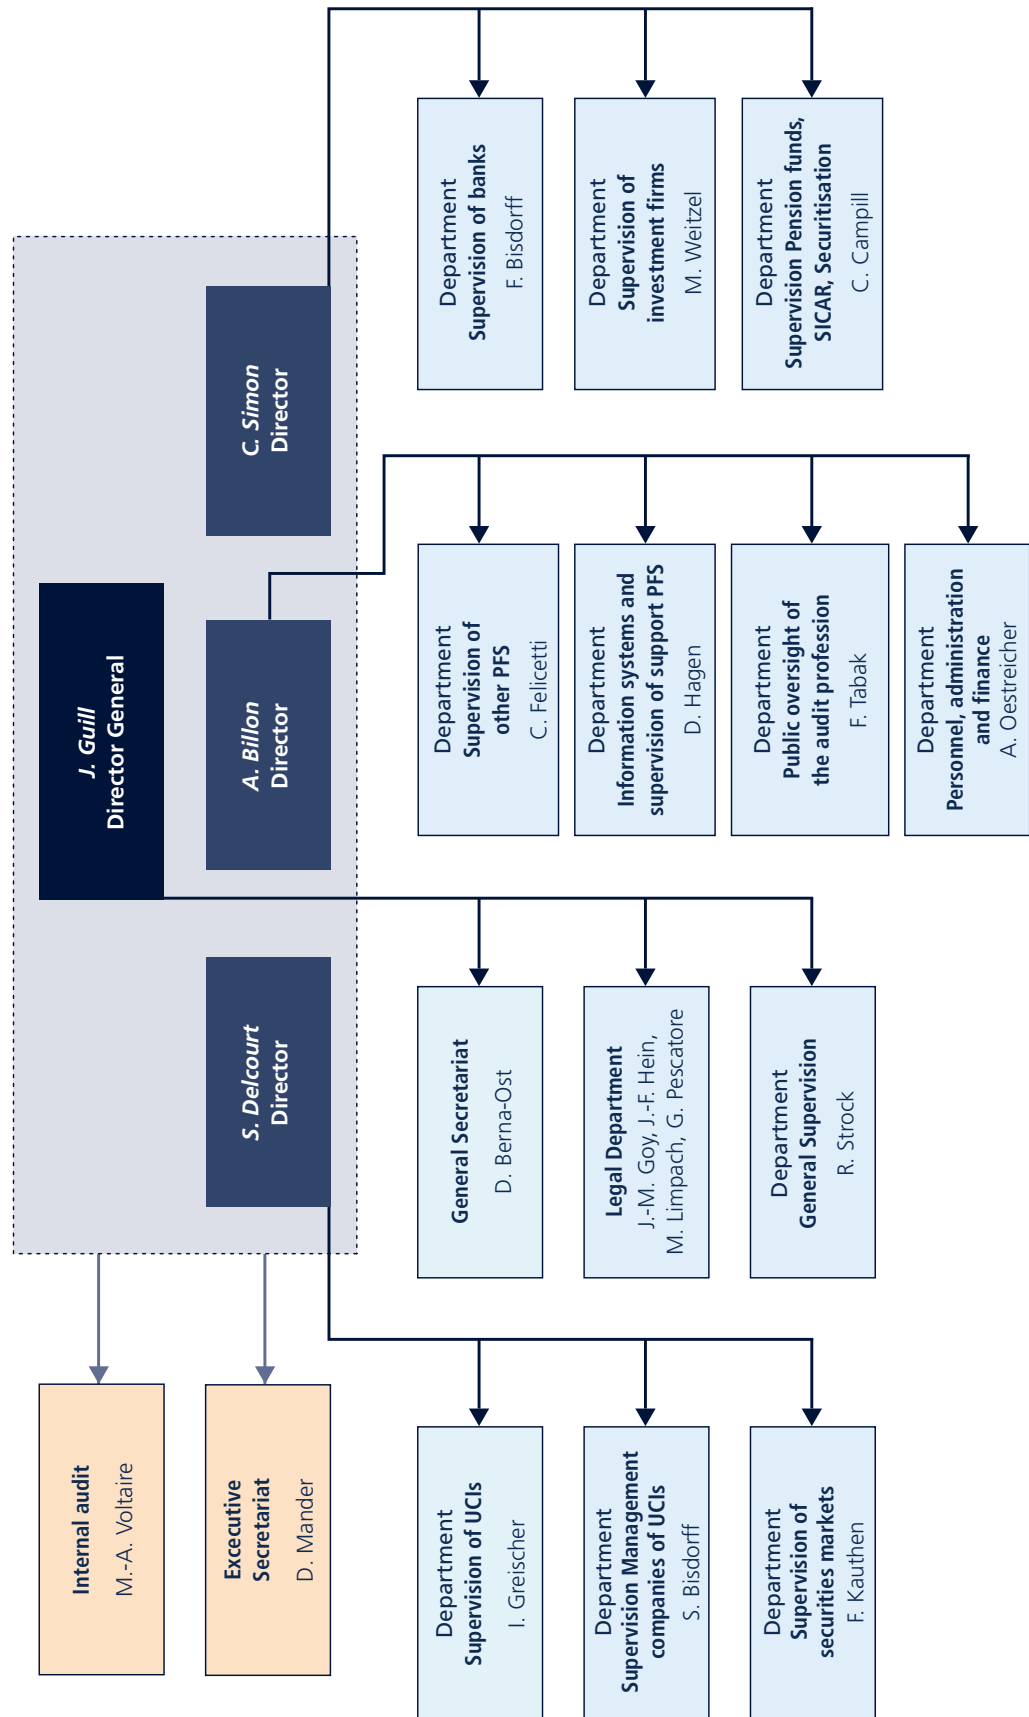 J. Guill
Director General
S. Delcourt
Director
A. Billon
Director
C. Simon
Director
Internal audit
M.-A. Voltaire
Excecutive
Secretariat
D. Mander
Department
Supervision of UCIs
I. Greischer
Department
Supervision Management
companies of UCIs
S. Bisdorff
Department
Supervision of
securities markets
F. Kauthen
General Secretariat
D. Berna-Ost
Legal Department
J.-M. Goy, J.-F. Hein,
M. Limpach, G. Pescatore
Department
General Supervision
R. Strock
Department
Supervision of
other PFS
C. Felicetti
Department
Information systems and
supervision of support PFS
D. Hagen
Department
Public oversight of
the audit profession
F. Tabak
Department
Personnel, administration
and finance
A. Oestreicher
Department
Supervision of banks
F. Bisdorff
Department
Supervision of
investment firms
M. Weitzel
Department
Supervision Pension funds,
SICAR, Securitisation
C. Campill